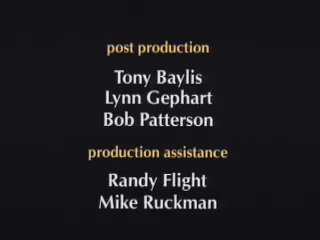 post production
Tony Baylis
Lynn Gephart
Bob Patterson
production assistance
Randy Flight
Mike Ruckman